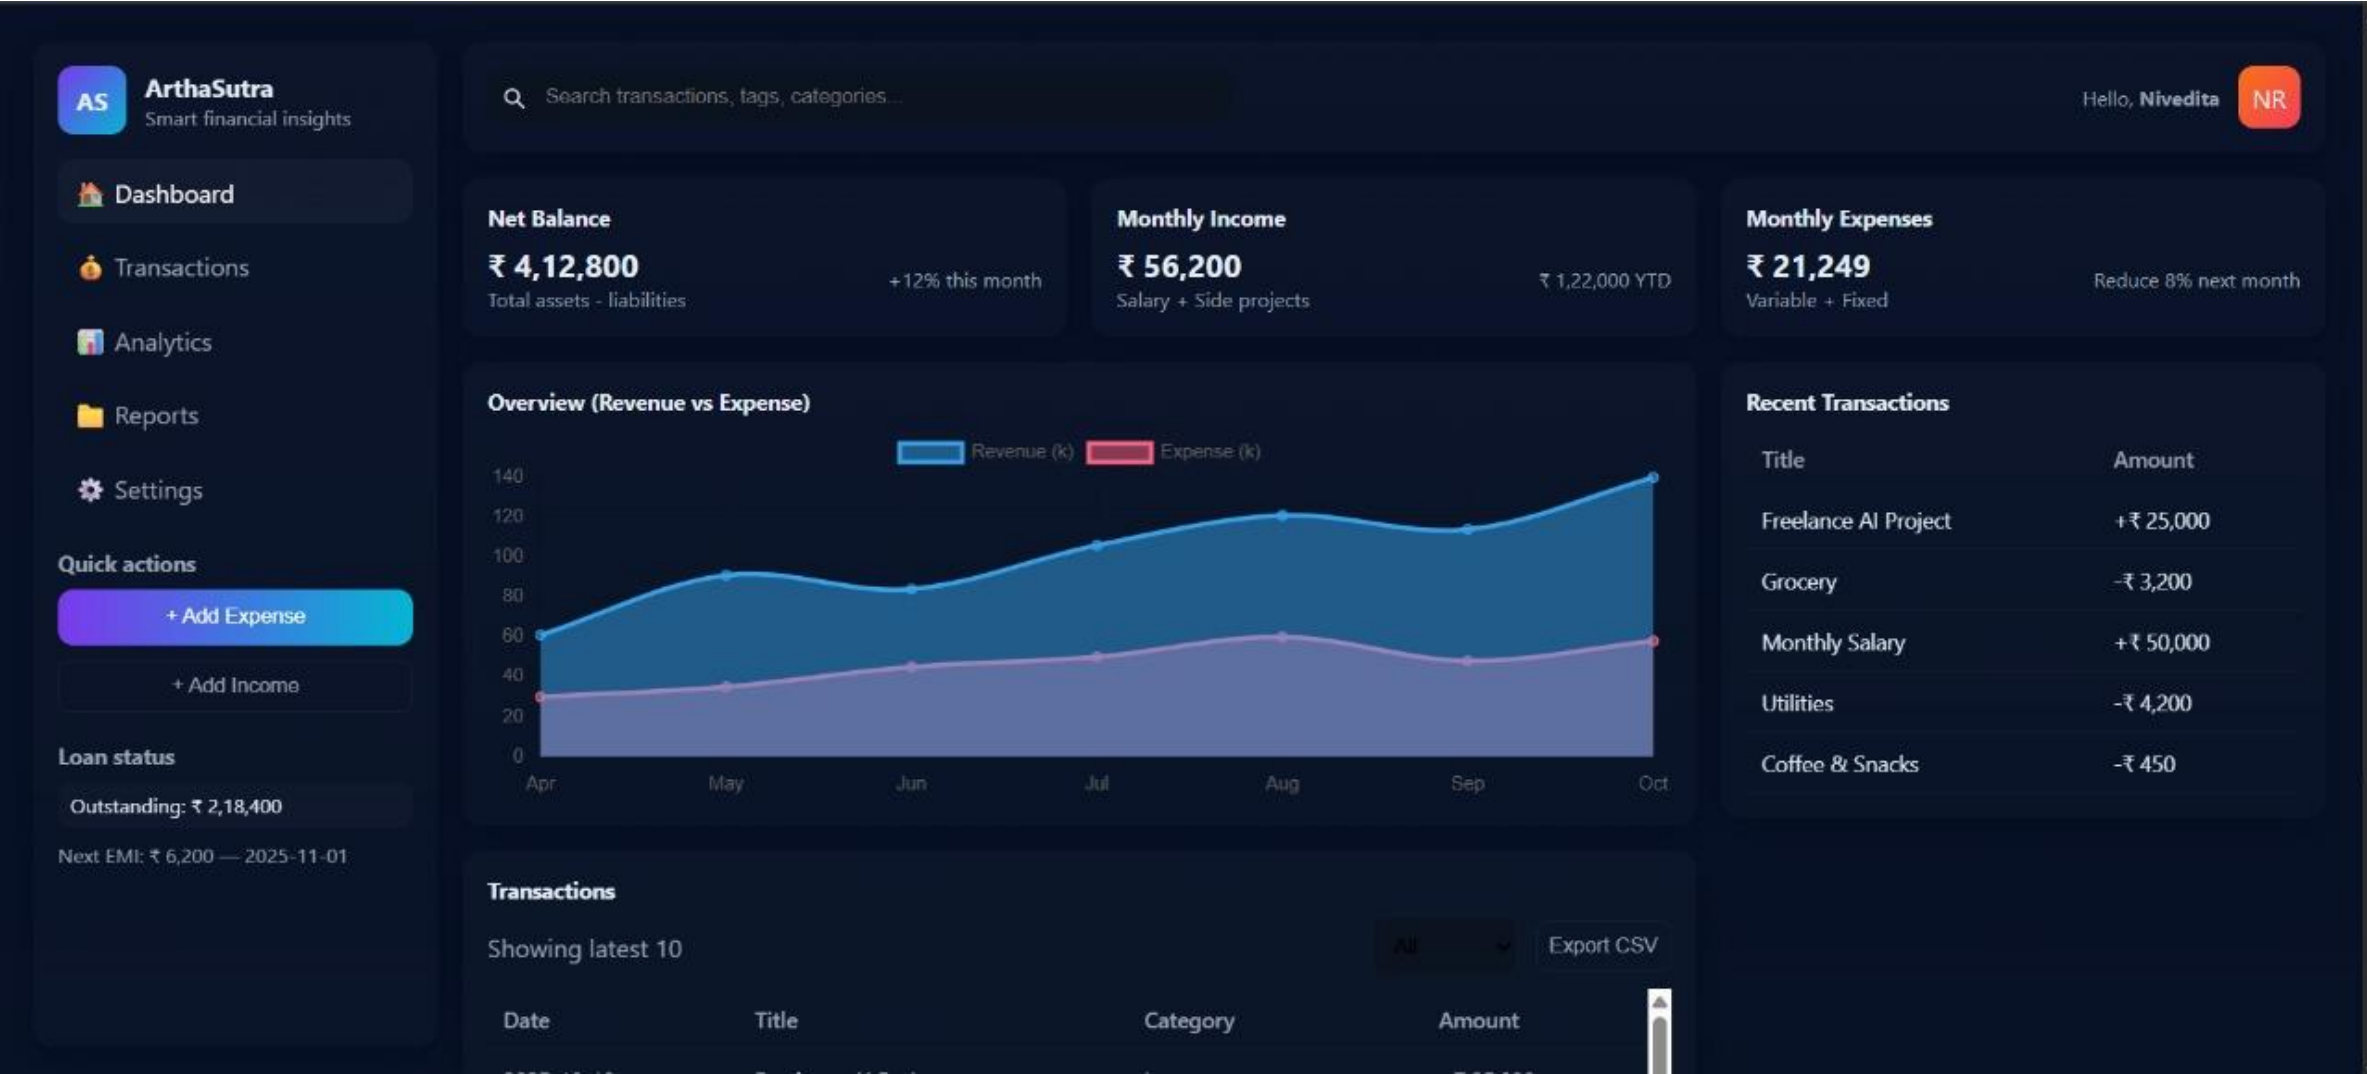 AS
ArthaSutra
Smart financial insights
Dashboard
Transactions
Analytics
Reports
Settings
Quick actions
+ Add Expense
+ Add Income
Loan status
Outstanding: ₹ 2,18,400
Next EMI: ₹ 6,200 — 2025-11-01
Search transactions, tags, categories...
Hello, Nivedita
NR
Net Balance
₹ 4,12,800
Total assets - liabilities
+12% this month
Monthly Income
₹ 56,200
Salary + Side projects
₹ 1,22,000 YTD
Monthly Expenses
₹ 21,249
Variable + Fixed
Reduce 8% next month
Overview (Revenue vs Expense)
Revenue (k) Expense (k)
140
120
100
80
60
40
20
0
Apr May Jun Jul Aug Sep Oct
Recent Transactions
Title Amount
Freelance AI Project +₹ 25,000
Grocery -₹ 3,200
Monthly Salary +₹ 50,000
Utilities -₹ 4,200
Coffee & Snacks -₹ 450
Transactions
Showing latest 10
All
Export CSV
Date Title Category Amount